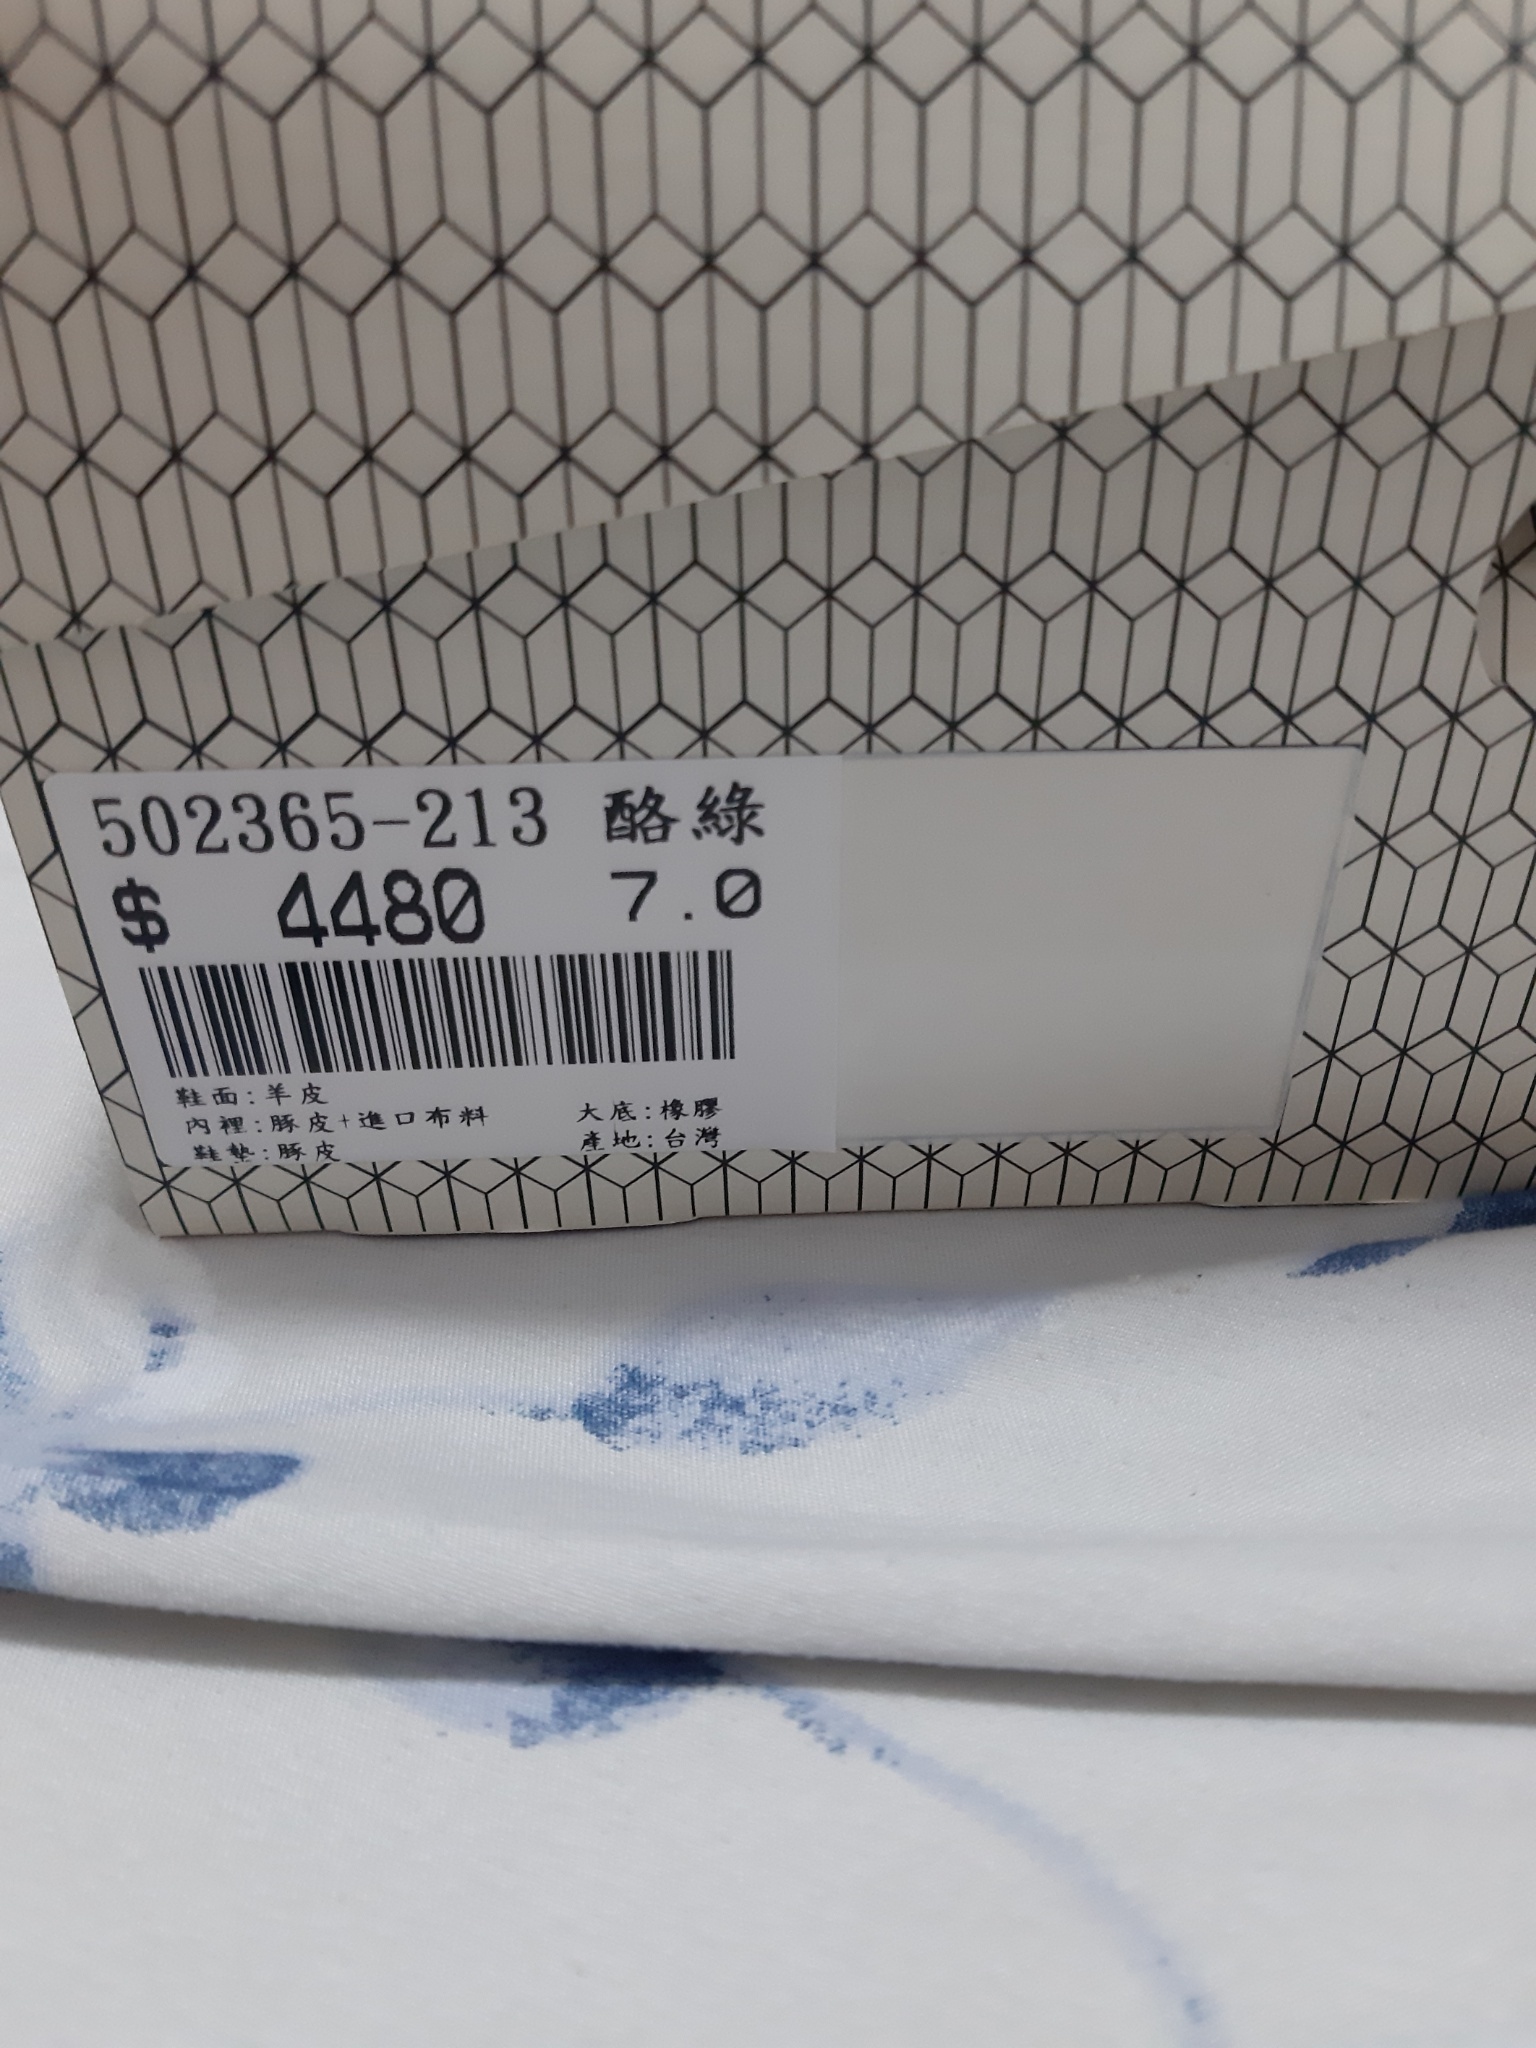 502365-213 酪綠
$ 4480 7.0
鞋面:羊皮
內裡:豚皮+進口布料 大底:橡膠
鞋墊:豚皮 產地:台灣